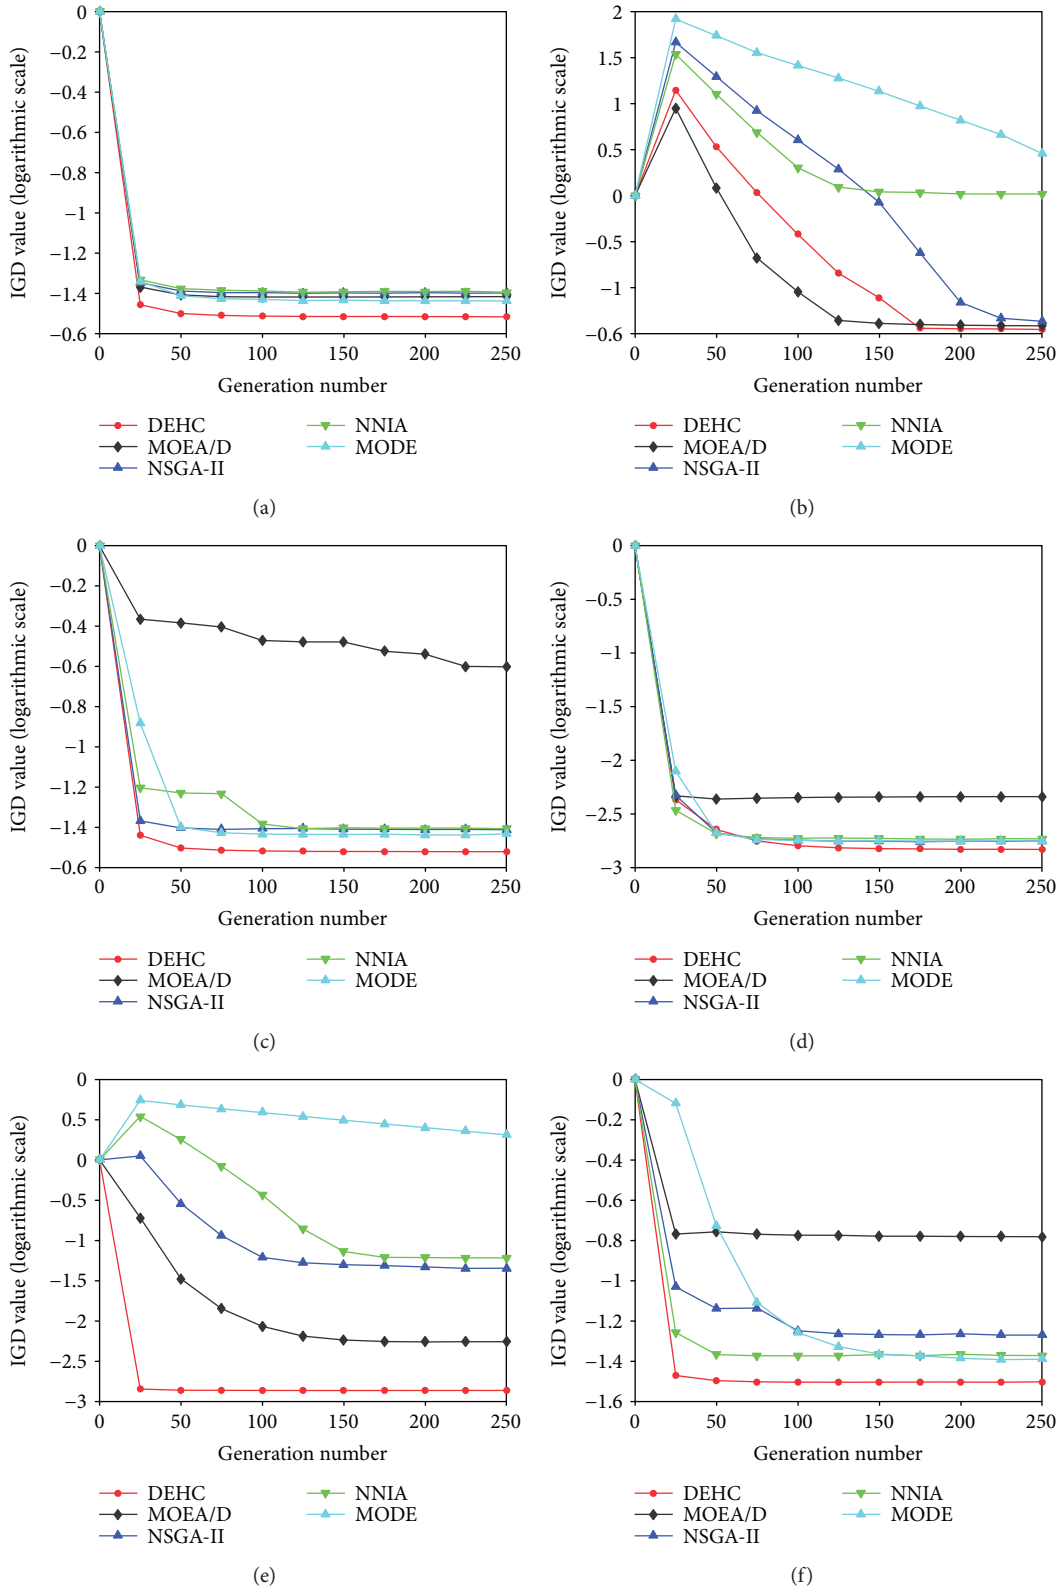 IGD value (logarithmic scale)
0
−0.2
−0.4
−0.6
−0.8
−1
−1.2
−1.4
−0.6
0 50 100 150 200 250
Generation number
DEHC
MOEA/D
NSGA-II
NNIA
MODE
(a)
IGD value (logarithmic scale)
2
1.5
1
0.5
0
−0.5
−1
−0.6
0 50 100 150 200 250
Generation number
DEHC
MOEA/D
NSGA-II
NNIA
MODE
(b)
IGD value (logarithmic scale)
0
−0.2
−0.4
−0.6
−0.8
−1
−1.2
−1.4
−0.6
0 50 100 150 200 250
Generation number
DEHC
MOEA/D
NSGA-II
NNIA
MODE
(c)
IGD value (logarithmic scale)
0
−0.5
−1
−1.5
−2
−2.5
−3
0 50 100 150 200 250
Generation number
DEHC
MOEA/D
NSGA-II
NNIA
MODE
(d)
IGD value (logarithmic scale)
0
0.5
0
−0.5
−1
−1.5
−2
−2.5
−3
0 50 100 150 200 250
Generation number
DEHC
MOEA/D
NSGA-II
NNIA
MODE
(e)
IGD value (logarithmic scale)
0
−0.2
−0.4
−0.6
−0.8
−1
−1.2
−1.4
−1.6
0 50 100 150 200 250
Generation number
DEHC
MOEA/D
NSGA-II
NNIA
MODE
(f)